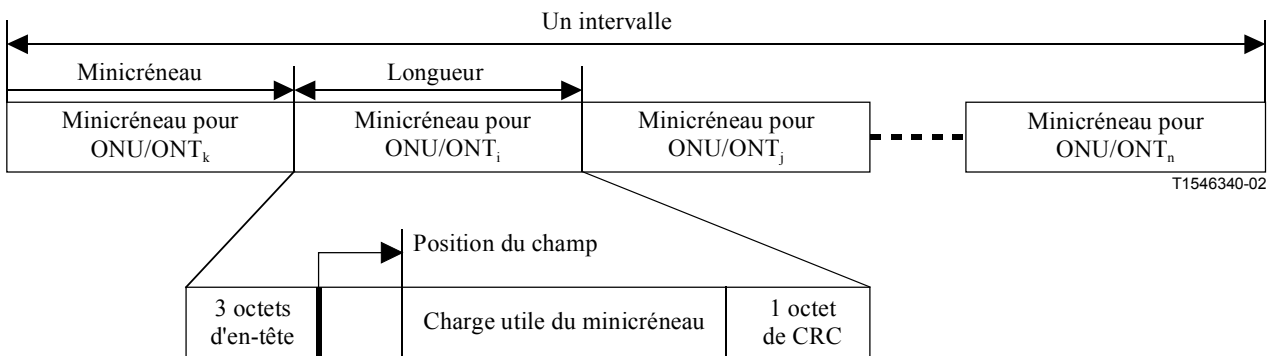 Un intervalle
Minicréneau
Longueur
Minicréneau pour
ONU/ONTk
Minicréneau pour
ONU/ONTi
Minicréneau pour
ONU/ONTj
Minicréneau pour
ONU/ONTn
T1546340-02
Position du champ
3 octets
d'en-tête
Charge utile du minicréneau
1 octet
de CRC